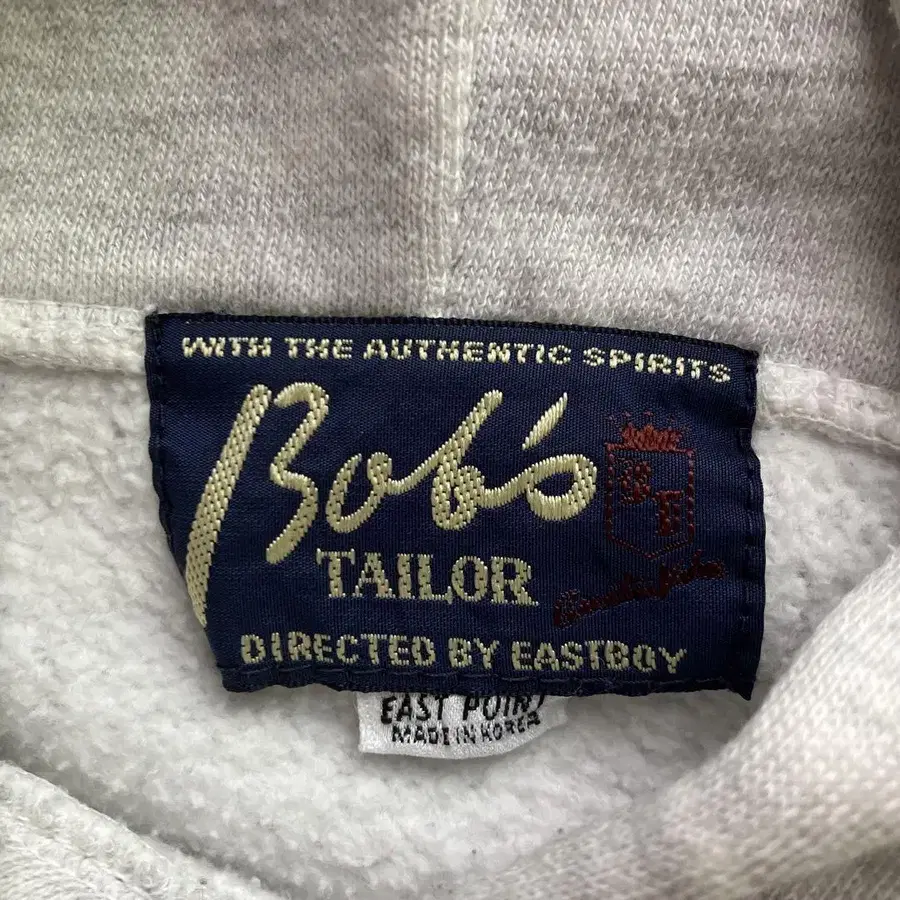 WITH THE AUTHENTIC SPIRITS
Bob's
TAILOR
DIRECTED BY EASTBOY
EAST POINT
MADE IN KOREA